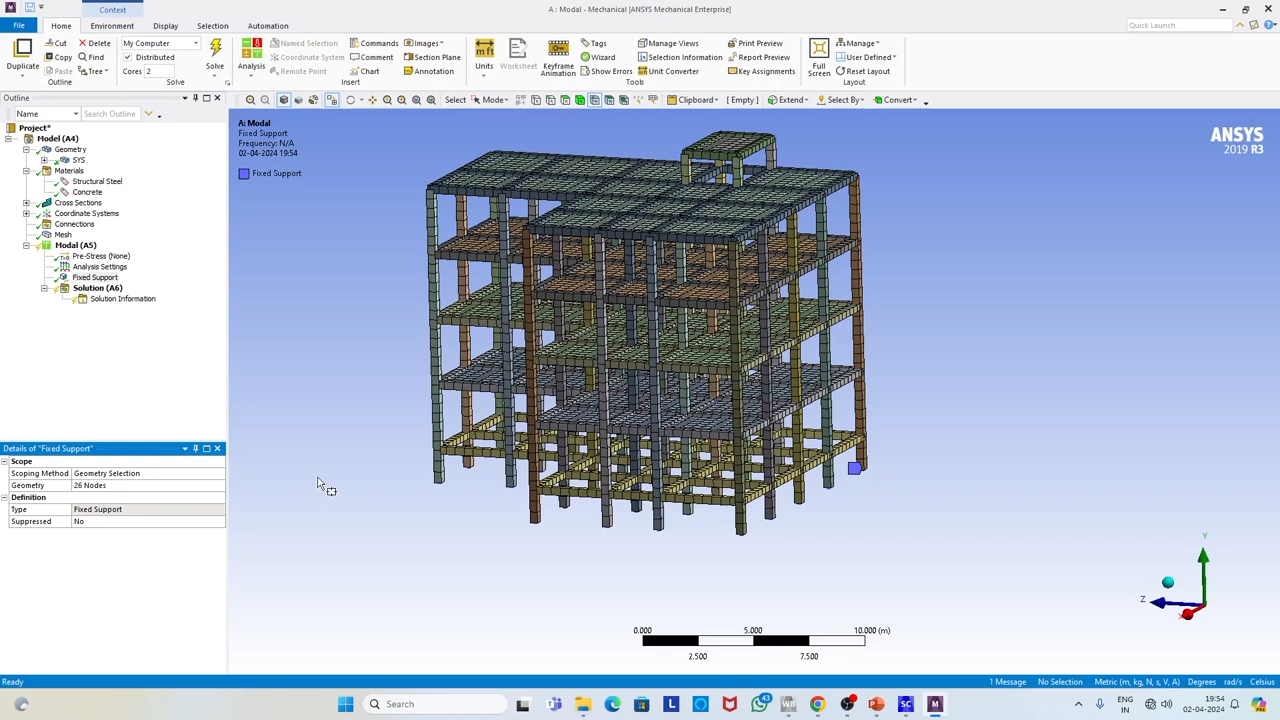 Context
A : Modal - Mechanical [ANSYS Mechanical Enterprise]
File Home Environment Display Selection Automation
Quick Launch
Duplicate
Cut
Copy
Paste
Delete
Find
Tree
Outline
My Computer
Distributed
Cores 2
Solve
Solve
Analysis
Named Selection
Coordinate System
Remote Point
Commands
Comment
Chart
Images
Section Plane
Annotation
Insert
Units
Worksheet
Keyframe
Animation
Tags
Wizard
Show Errors
Manage Views
Selection Information
Unit Converter
Print Preview
Report Preview
Key Assignments
Tools
Full
Screen
Manage
User Defined
Reset Layout
Layout
Outline
Select Mode Clipboard [ Empty ] Extend Select By Convert
Name Search Outline
Project*
Model (A4)
Geometry
SYS
Materials
Structural Steel
Concrete
Cross Sections
Coordinate Systems
Connections
Mesh
Modal (A5)
Pre-Stress (None)
Analysis Settings
Fixed Support
Solution (A6)
Solution Information
Details of "Fixed Support"
Scope
Scoping Method Geometry Selection
Geometry 26 Nodes
Definition
Type Fixed Support
Suppressed No
A: Modal
Fixed Support
Frequency: N/A
02-04-2024 19:54
Fixed Support
ANSYS
2019 R3
Y
Z
X
0.000 5.000 10.000 (m)
2.500 7.500
Ready
1 Message No Selection Metric (m, kg, N, s, V, A) Degrees rad/s Celsius
Search
43
ENG
IN
19:54
02-04-2024